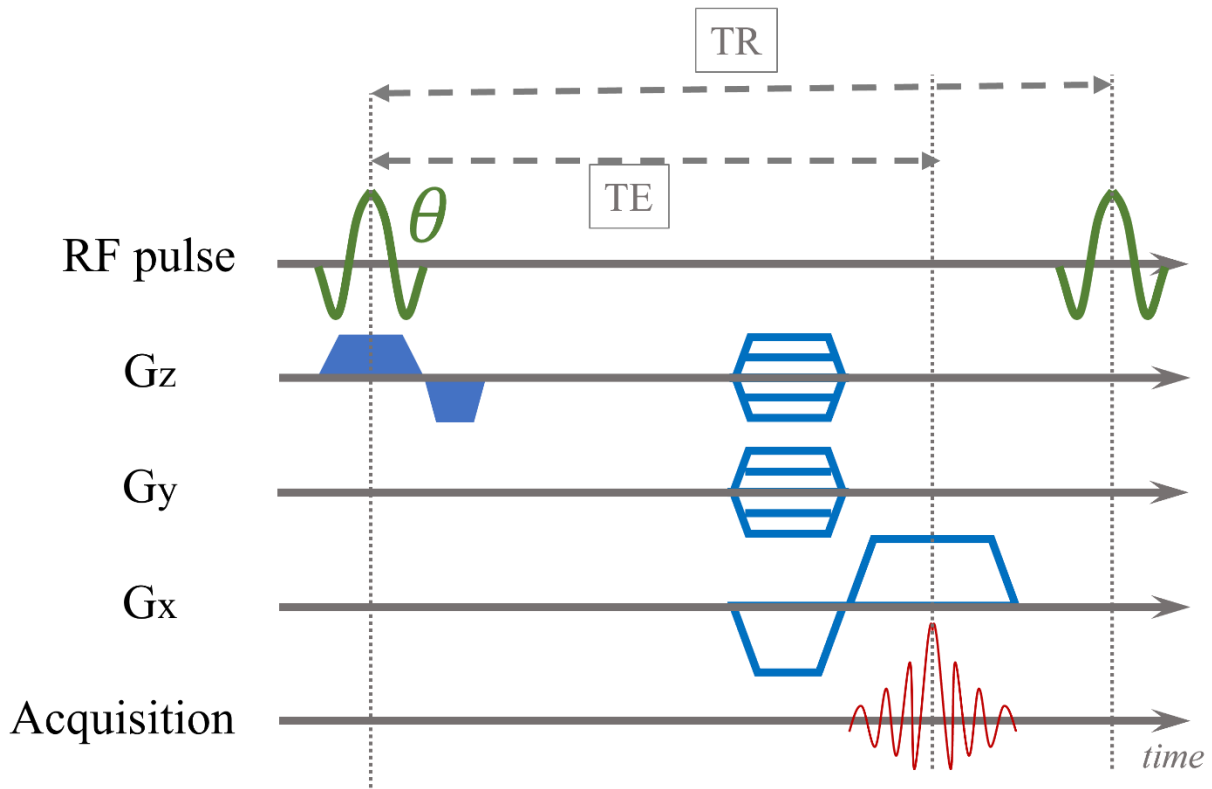 TR
TE
θ
RF pulse
Gz
Gy
Gx
Acquisition
time